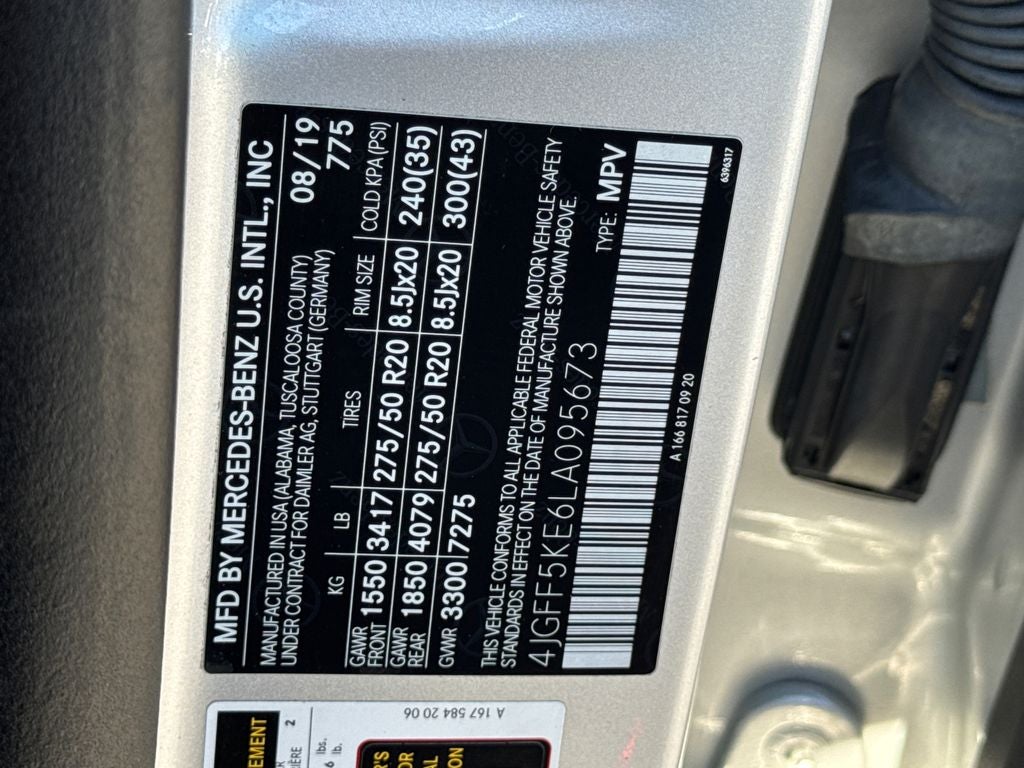 MFD BY MERCEDES-BENZ U.S. INTL., INC
MANUFACTURED IN USA (ALABAMA, TUSCALOOSA COUNTY) 08/19
UNDER CONTRACT FOR DAIMLER AG, STUTTGART (GERMANY) 775
KG LB TIRES RIM SIZE COLD KPA (PSI)
GAWR FRONT 1550 3417 275/50 R20 8.5Jx20 240(35)
GAWR REAR 1850 4079 275/50 R20 8.5Jx20 300(43)
GVWR 3300 7275
THIS VEHICLE CONFORMS TO ALL APPLICABLE FEDERAL MOTOR VEHICLE SAFETY
STANDARDS IN EFFECT ON THE DATE OF MANUFACTURE SHOWN ABOVE.
4JGFF5KE6LA095673 TYPE: MPV
A 166 817 09 20
6396317
A 167 584 20 06
2
lbs.
lb.